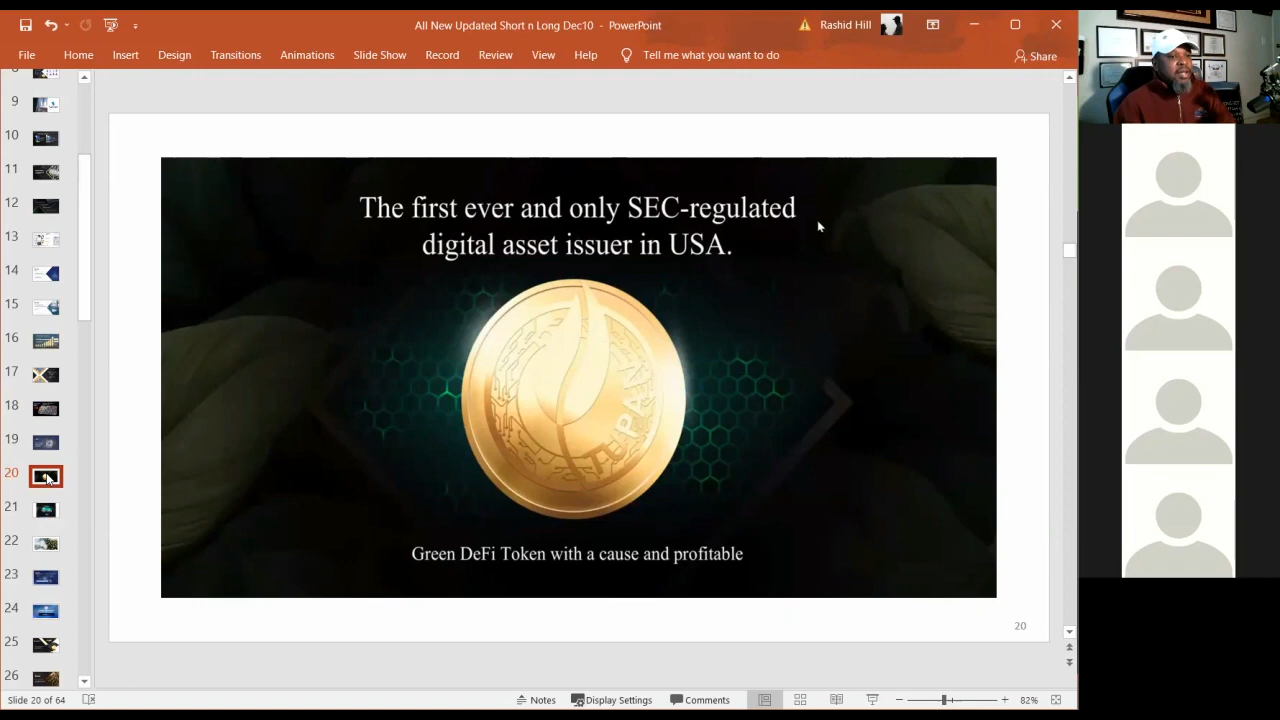 All New Updated Short n Long Dec10 - PowerPoint
Rashid Hill
File Home Insert Design Transitions Animations Slide Show Record Review View Help Tell me what you want to do
Share
9
10
11
12
13
14
15
16
17
18
19
20
21
22
23
24
25
26
The first ever and only SEC-regulated
digital asset issuer in USA.
TUPAN
Green DeFi Token with a cause and profitable
20
Slide 20 of 64
Notes Display Settings Comments
82%